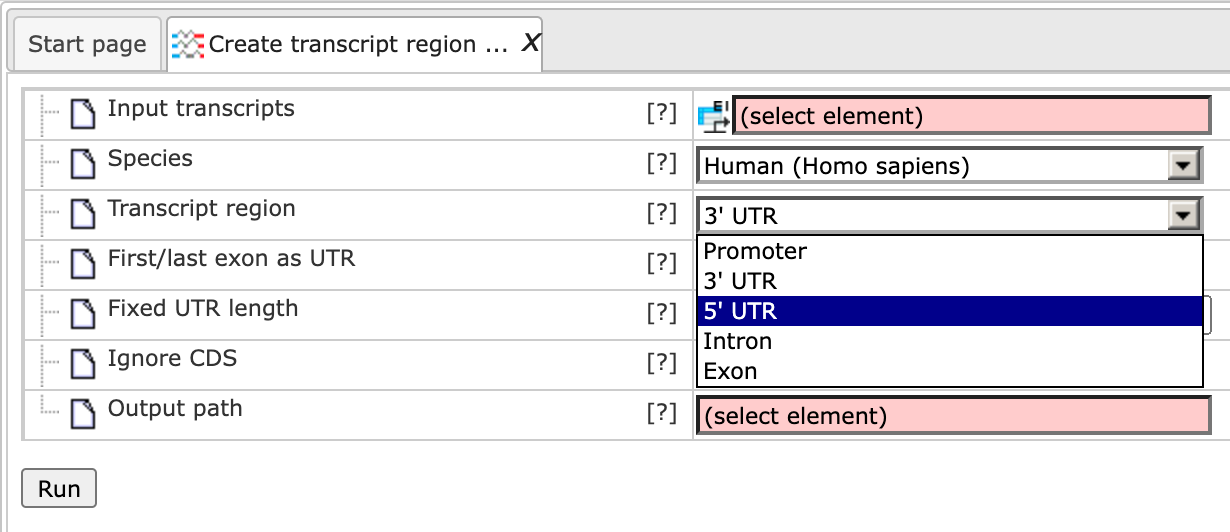 Start page
Create transcript region ... X
Input transcripts [?] EI (select element)
Species [?] Human (Homo sapiens)
Transcript region [?] 3' UTR
Promoter
First/last exon as UTR [?]
3' UTR
Fixed UTR length [?] 5' UTR
Intron
Ignore CDS [?]
Exon
Output path [?] (select element)
Run